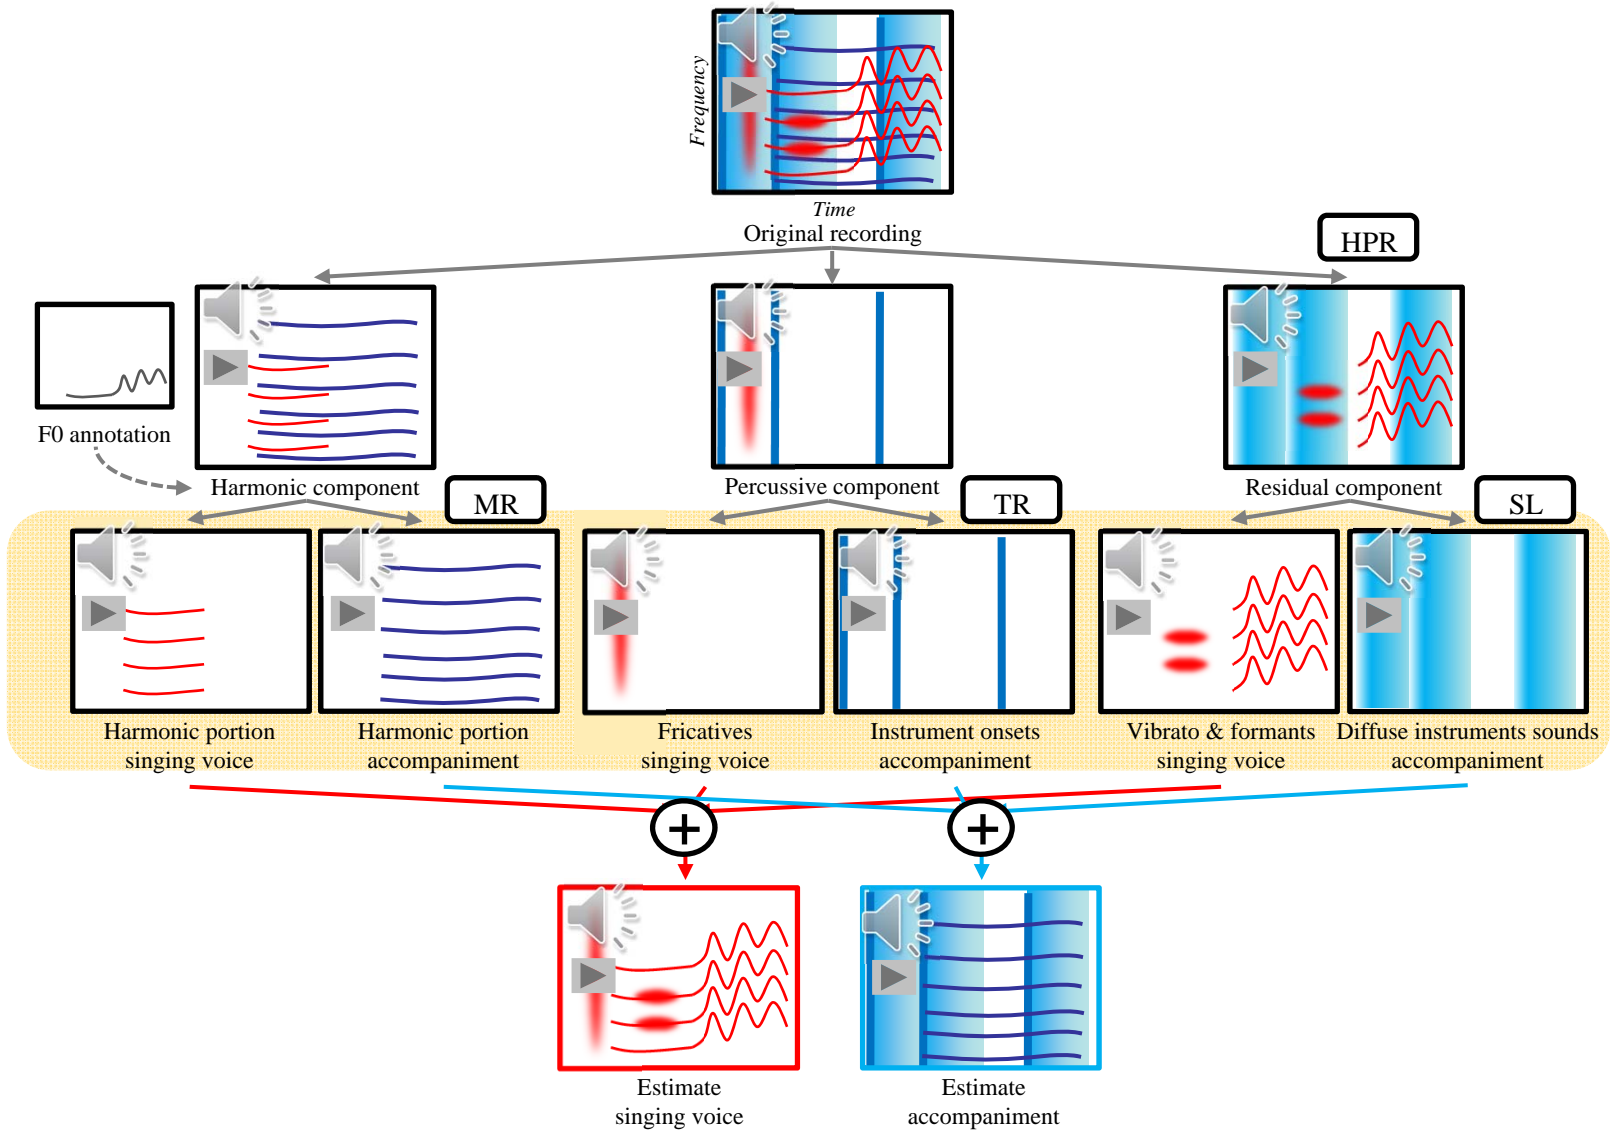 Frequency
Time
Original recording
HPR
F0 annotation
Harmonic component
MR
Percussive component
TR
Residual component
SL
Harmonic portion
singing voice
Harmonic portion
accompaniment
Fricatives
singing voice
Instrument onsets
accompaniment
Vibrato & formants
singing voice
Diffuse instruments sounds
accompaniment
+
+
Estimate
singing voice
Estimate
accompaniment